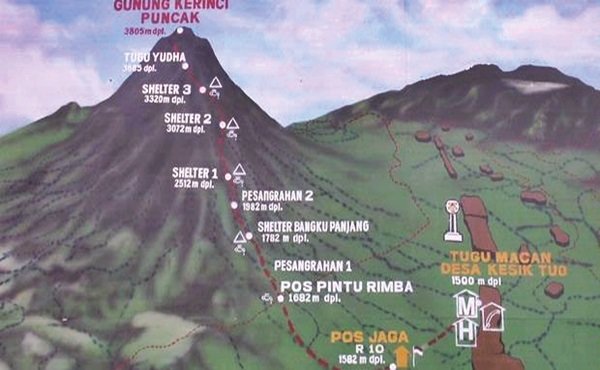 GUNUNG KERINCI
PUNCAK
3805m dpl.
TUGU YUDHA
3685 dpl.
SHELTER 3
3320m dpl.
SHELTER 2
3072m dpl.
SHELTER 1
2512m dpl.
PESANGRAHAN 2
1982m dpl.
SHELTER BANGKU PANJANG
1782 m dpl.
PESANGRAHAN 1
POS PINTU RIMBA
1682m dpl.
TUGU MACAN
DESA KESIK TUO
1500 m dpl
M
H
POS JAGA
R 10
1582 m dpl.